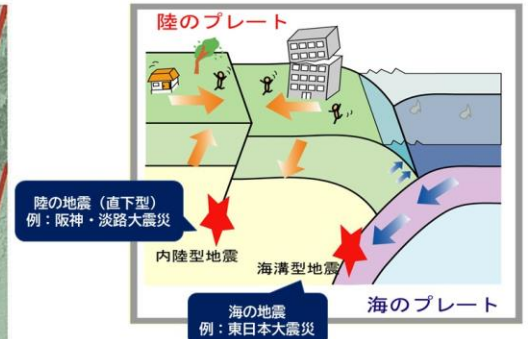 陸のプレート
陸の地震（直下型）
例：阪神・淡路大震災
内陸型地震
海溝型地震
海のプレート
海の地震
例：東日本大震災